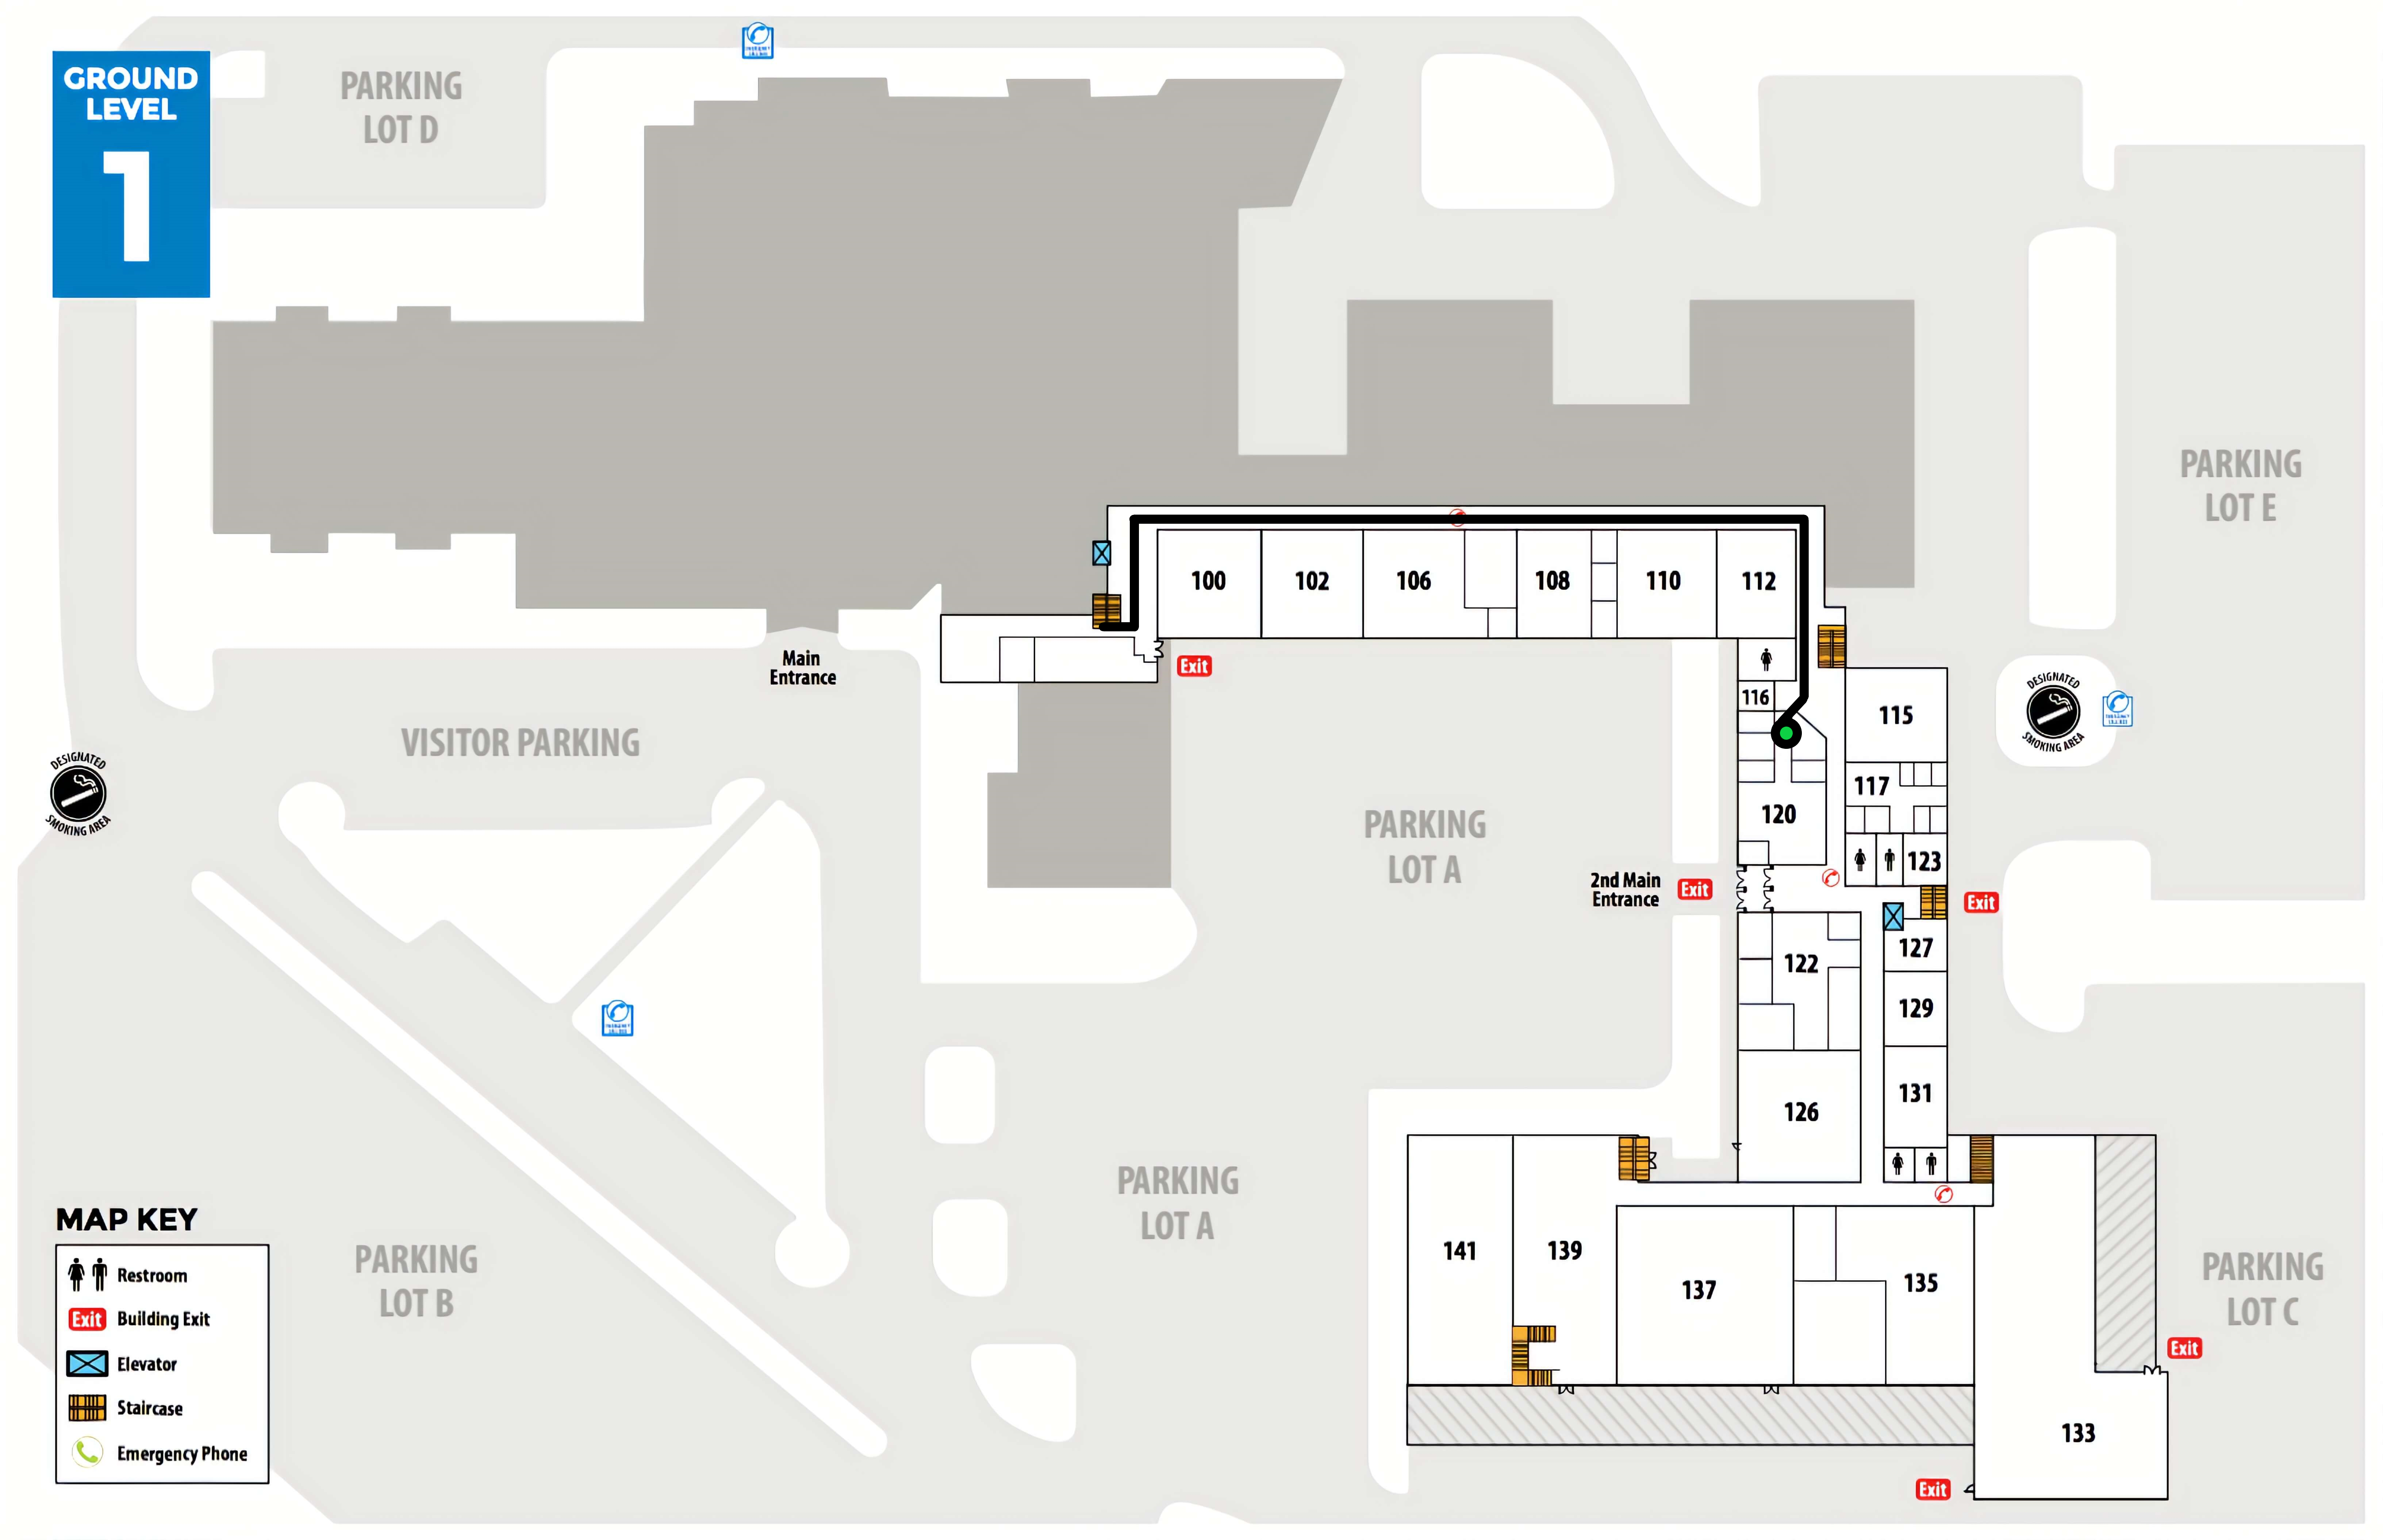 GROUND
LEVEL
1
PARKING
LOT D
PARKING
LOT E
100
102
106
108
110
112
Exit
Main
Entrance
116
115
DESIGNATED
SMOKING AREA
VISITOR PARKING
DESIGNATED
SMOKING AREA
117
120
PARKING
LOT A
123
2nd Main
Entrance
Exit
Exit
127
122
129
131
126
PARKING
LOT A
141
139
137
135
PARKING
LOT C
Exit
133
Exit
PARKING
LOT B
MAP KEY
Restroom
Exit
Building Exit
Elevator
Staircase
Emergency Phone